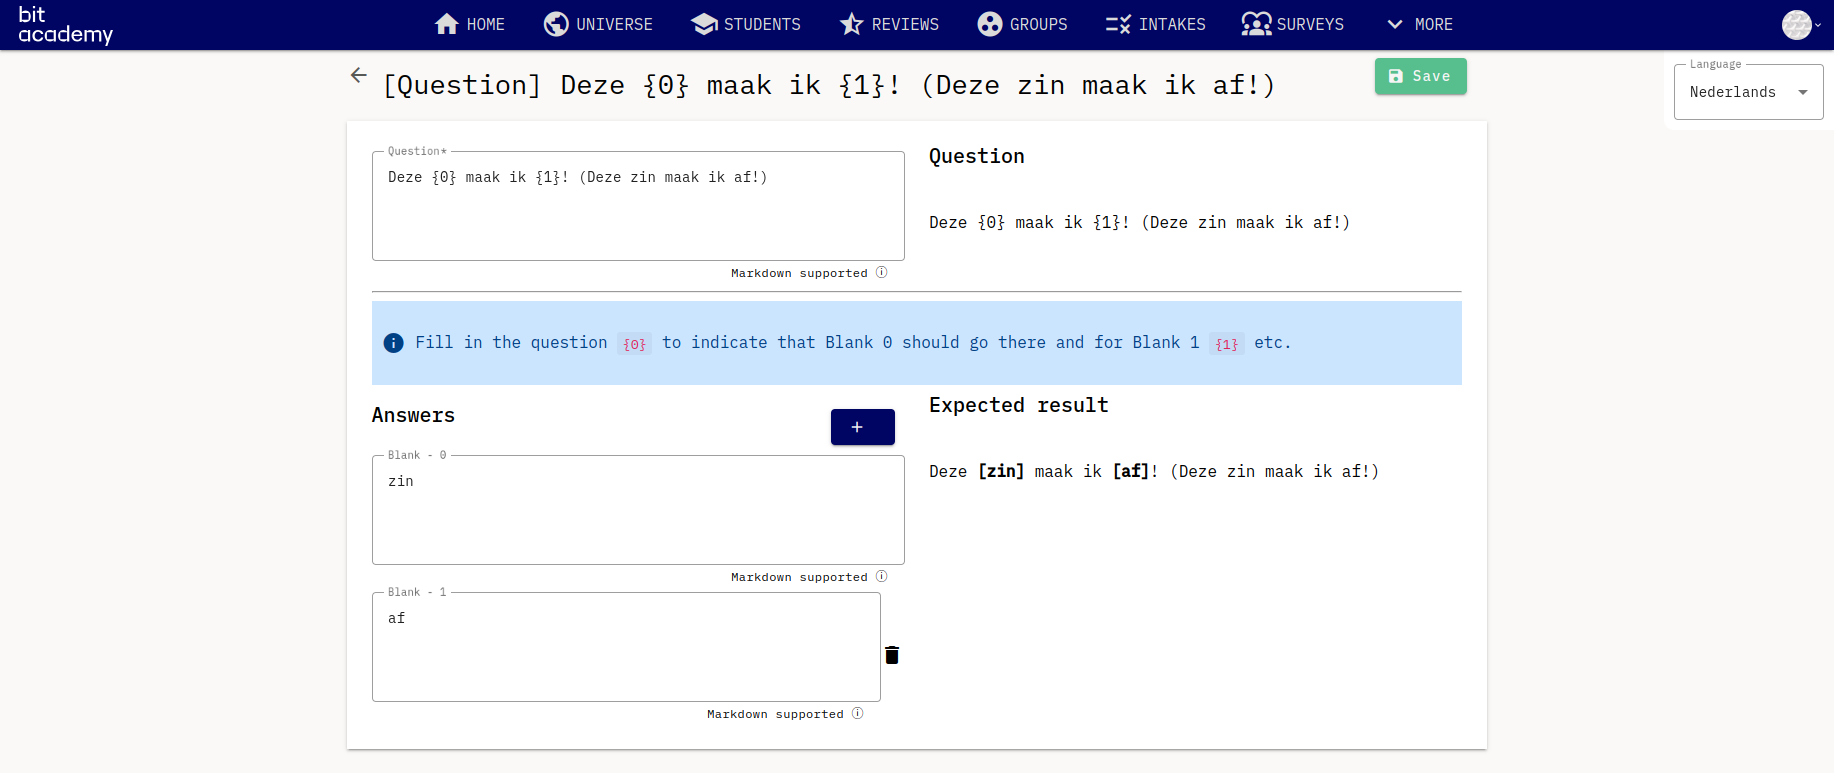 bit
academy
HOME UNIVERSE STUDENTS REVIEWS GROUPS INTAKES SURVEYS MORE
[Question] Deze {0} maak ik {1}! (Deze zin maak ik af!)
Save
Language
Nederlands
Question*
Deze {0} maak ik {1}! (Deze zin maak ik af!)
Markdown supported
Question
Deze {0} maak ik {1}! (Deze zin maak ik af!)
Fill in the question {0} to indicate that Blank 0 should go there and for Blank 1 {1} etc.
Answers
+
Blank - 0
zin
Markdown supported
Blank - 1
af
Markdown supported
Expected result
Deze [zin] maak ik [af]! (Deze zin maak ik af!)